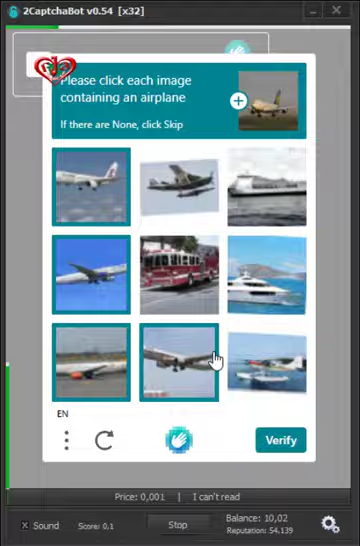 2CaptchaBot v0.54 [x32]
Please click each image
containing an airplane
If there are None, click Skip
EN
Verify
Price: 0,001 | I can't read
Sound
Score: 0,1
Stop
Balance: 10,02
Reputation: 54.139